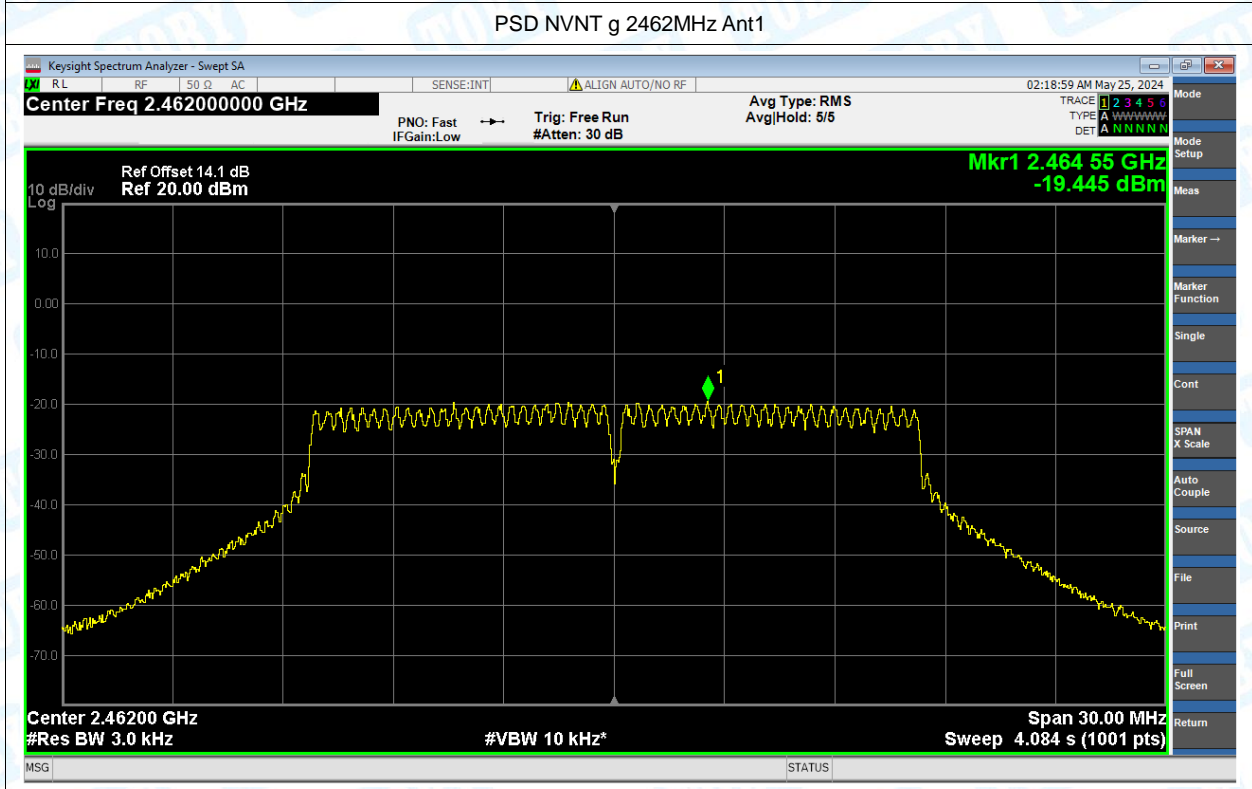 PSD NVNT g 2462MHz Ant1
Keysight Spectrum Analyzer - Swept SA
LXI RL RF 50 Ω AC SENSE:INT ALIGN AUTO/NO RF 02:18:59 AM May 25, 2024
Center Freq 2.462000000 GHz
PNO: Fast
IFGain:Low
Trig: Free Run
#Atten: 30 dB
Avg Type: RMS
Avg|Hold: 5/5
TRACE 1 2 3 4 5 6
TYPE A WWWWW
DET A N N N N N
Ref Offset 14.1 dB
10 dB/div Ref 20.00 dBm
Log
Mkr1 2.464 55 GHz
-19.445 dBm
10.0
0.00
-10.0
-20.0
-30.0
-40.0
-50.0
-60.0
-70.0
1
Center 2.46200 GHz Span 30.00 MHz
#Res BW 3.0 kHz #VBW 10 kHz* Sweep 4.084 s (1001 pts)
MSG STATUS
Mode
Mode
Setup
Meas
Marker→
Marker
Function
Single
Cont
SPAN
X Scale
Auto
Couple
Source
File
Print
Full
Screen
Return
TOBY